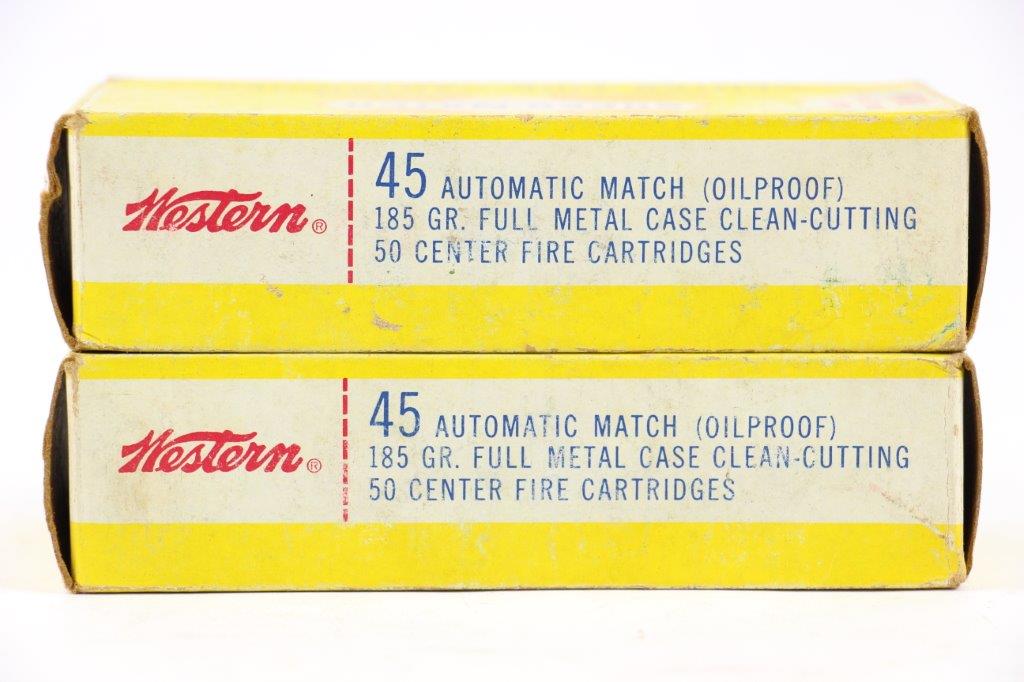 Western®
45 AUTOMATIC MATCH (OILPROOF)
185 GR. FULL METAL CASE CLEAN-CUTTING
50 CENTER FIRE CARTRIDGES
Western®
45 AUTOMATIC MATCH (OILPROOF)
185 GR. FULL METAL CASE CLEAN-CUTTING
50 CENTER FIRE CARTRIDGES